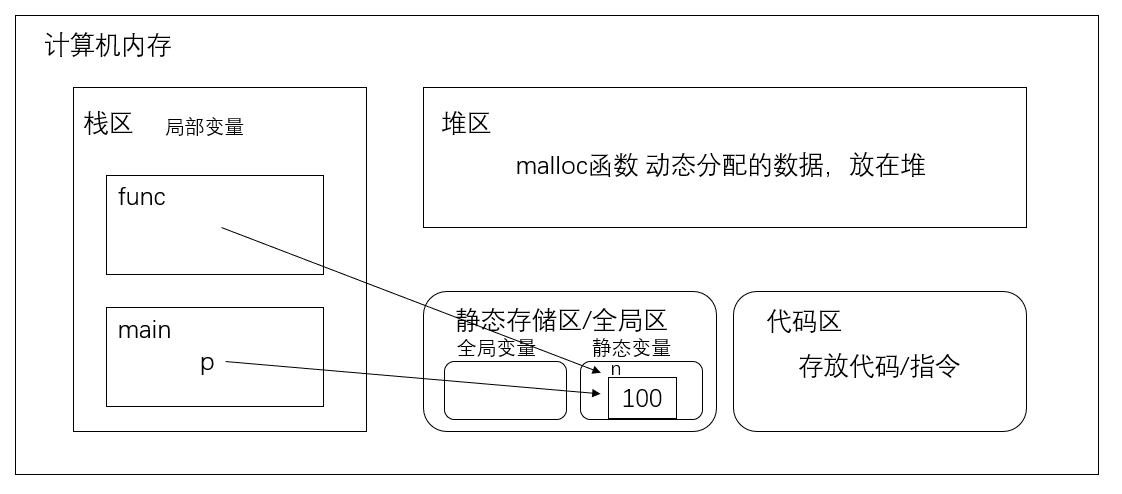 计算机内存
栈区 局部变量
func
main
p
堆区
malloc函数 动态分配的数据，放在堆
静态存储区/全局区
全局变量 静态变量
n
100
代码区
存放代码/指令